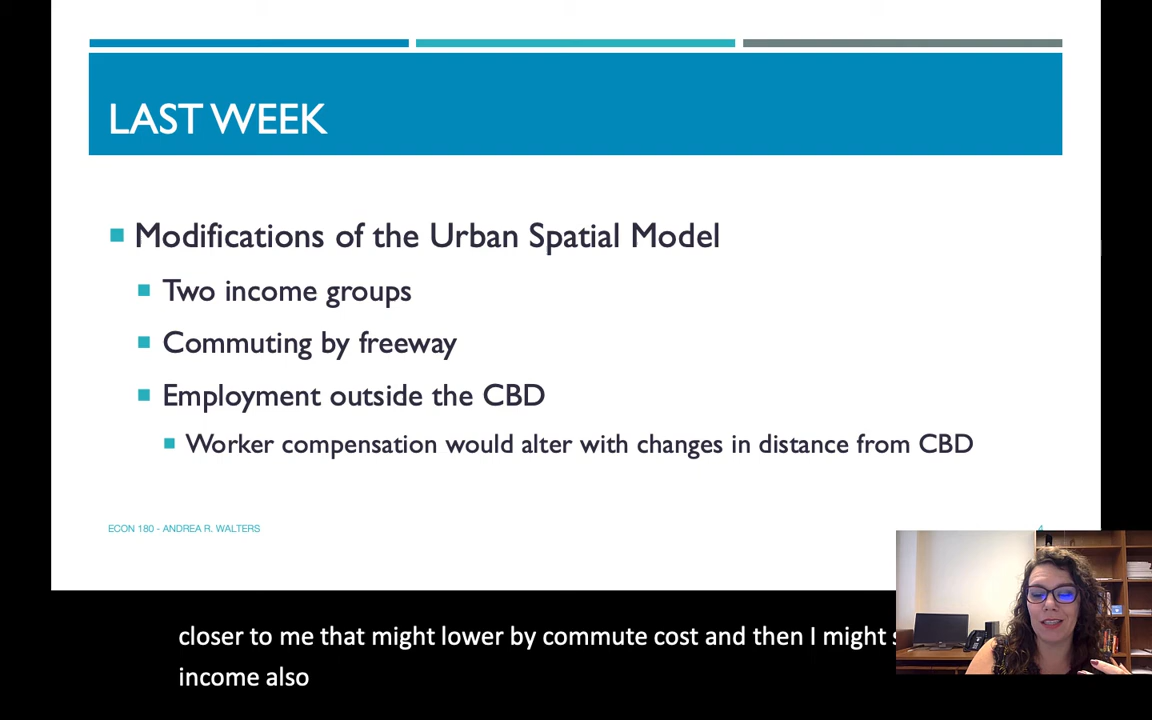 LAST WEEK
Modifications of the Urban Spatial Model
Two income groups
Commuting by freeway
Employment outside the CBD
Worker compensation would alter with changes in distance from CBD
ECON 180 - ANDREA R. WALTERS
4
closer to me that might lower by commute cost and then I might
income also